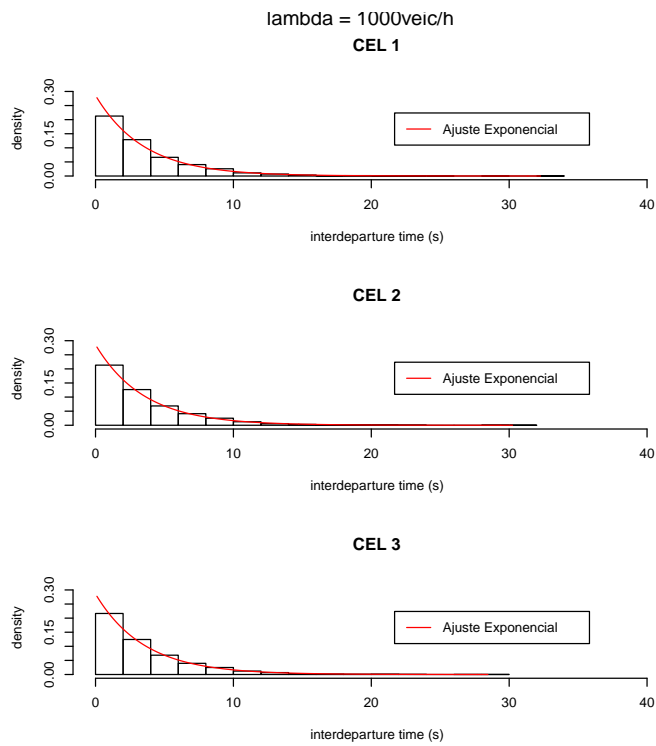 lambda = 1000veic/h
CEL 1
density
0.00 0.15 0.30
Ajuste Exponencial
0 10 20 30 40
interdeparture time (s)
CEL 2
density
0.00 0.15 0.30
Ajuste Exponencial
0 10 20 30 40
interdeparture time (s)
CEL 3
density
0.00 0.15 0.30
Ajuste Exponencial
0 10 20 30 40
interdeparture time (s)